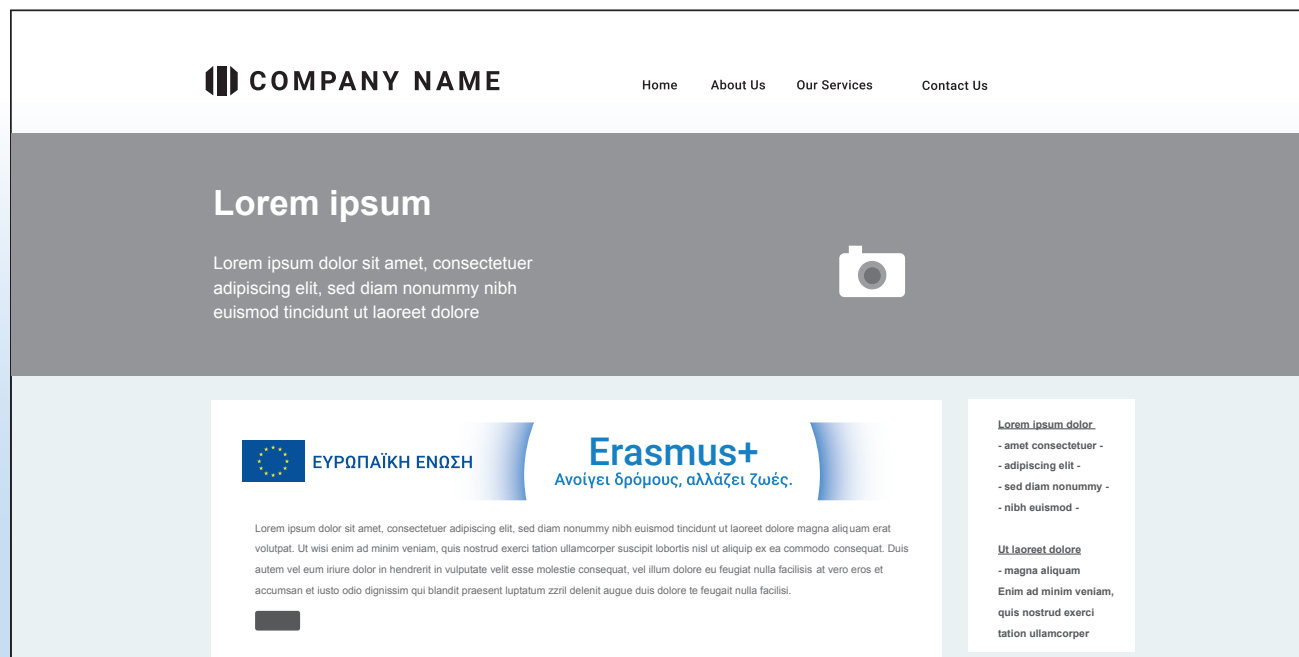 COMPANY NAME
Home About Us Our Services Contact Us
Lorem ipsum
Lorem ipsum dolor sit amet, consectetuer
adipiscing elit, sed diam nonummy nibh
euismod tincidunt ut laoreet dolore
ΕΥΡΩΠΑΪΚΗ ΕΝΩΣΗ
Erasmus+
Ανοίγει δρόμους, αλλάζει ζωές.
Lorem ipsum dolor sit amet, consectetuer adipiscing elit, sed diam nonummy nibh euismod tincidunt ut laoreet dolore magna aliquam erat
volutpat. Ut wisi enim ad minim veniam, quis nostrud exerci tation ullamcorper suscipit lobortis nisl ut aliquip ex ea commodo consequat. Duis
autem vel eum iriure dolor in hendrerit in vulputate velit esse molestie consequat, vel illum dolore eu feugiat nulla facilisis at vero eros et
accumsan et iusto odio dignissim qui blandit praesent luptatum zzril delenit augue duis dolore te feugait nulla facilisi.
Lorem ipsum dolor
- amet consectetuer -
- adipiscing elit -
- sed diam nonummy -
- nibh euismod -
Ut laoreet dolore
- magna aliquam
Enim ad minim veniam,
quis nostrud exerci
tation ullamcorper